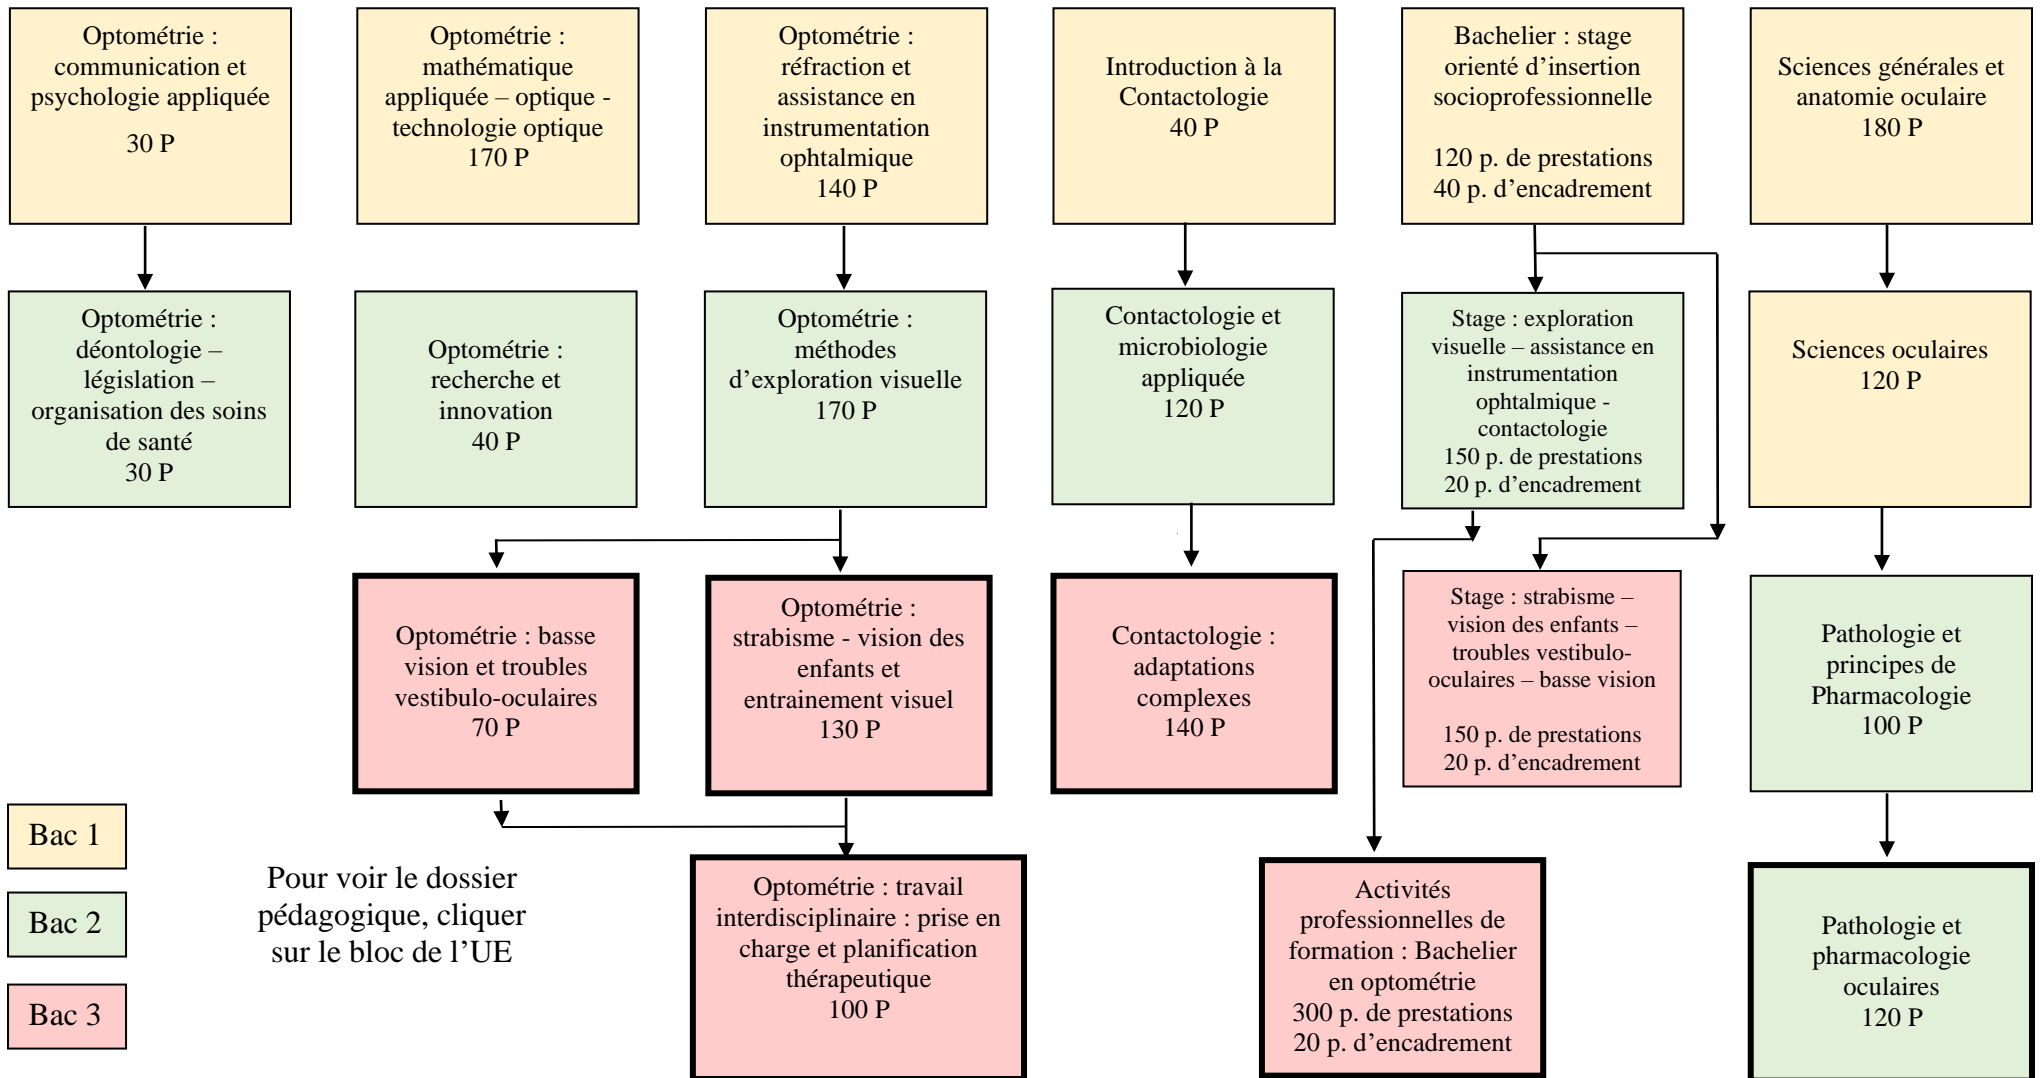 Optométrie :
communication et
psychologie appliquée
30 P
Optométrie :
mathématique
appliquée – optique -
technologie optique
170 P
Optométrie :
réfraction et
assistance en
instrumentation
ophtalmique
140 P
Introduction à la
Contactologie
40 P
Bachelier : stage
orienté d’insertion
socioprofessionnelle
120 p. de prestations
40 p. d’encadrement
Sciences générales et
anatomie oculaire
180 P
Optométrie :
déontologie –
législation –
organisation des soins
de santé
30 P
Optométrie :
recherche et
innovation
40 P
Optométrie :
méthodes
d’exploration visuelle
170 P
Contactologie et
microbiologie
appliquée
120 P
Stage : exploration
visuelle – assistance en
instrumentation
ophtalmique -
contactologie
150 p. de prestations
20 p. d’encadrement
Sciences oculaires
120 P
Optométrie : basse
vision et troubles
vestibulo-oculaires
70 P
Optométrie :
strabisme - vision des
enfants et
entrainement visuel
130 P
Contactologie :
adaptations
complexes
140 P
Stage : strabisme –
vision des enfants –
troubles vestibulo-
oculaires – basse vision
150 p. de prestations
20 p. d’encadrement
Pathologie et
principes de
Pharmacologie
100 P
Bac 1
Bac 2
Bac 3
Pour voir le dossier
pédagogique, cliquer
sur le bloc de l’UE
Optométrie : travail
interdisciplinaire : prise en
charge et planification
thérapeutique
100 P
Activités
professionnelles de
formation : Bachelier
en optométrie
300 p. de prestations
20 p. d’encadrement
Pathologie et
pharmacologie
oculaires
120 P